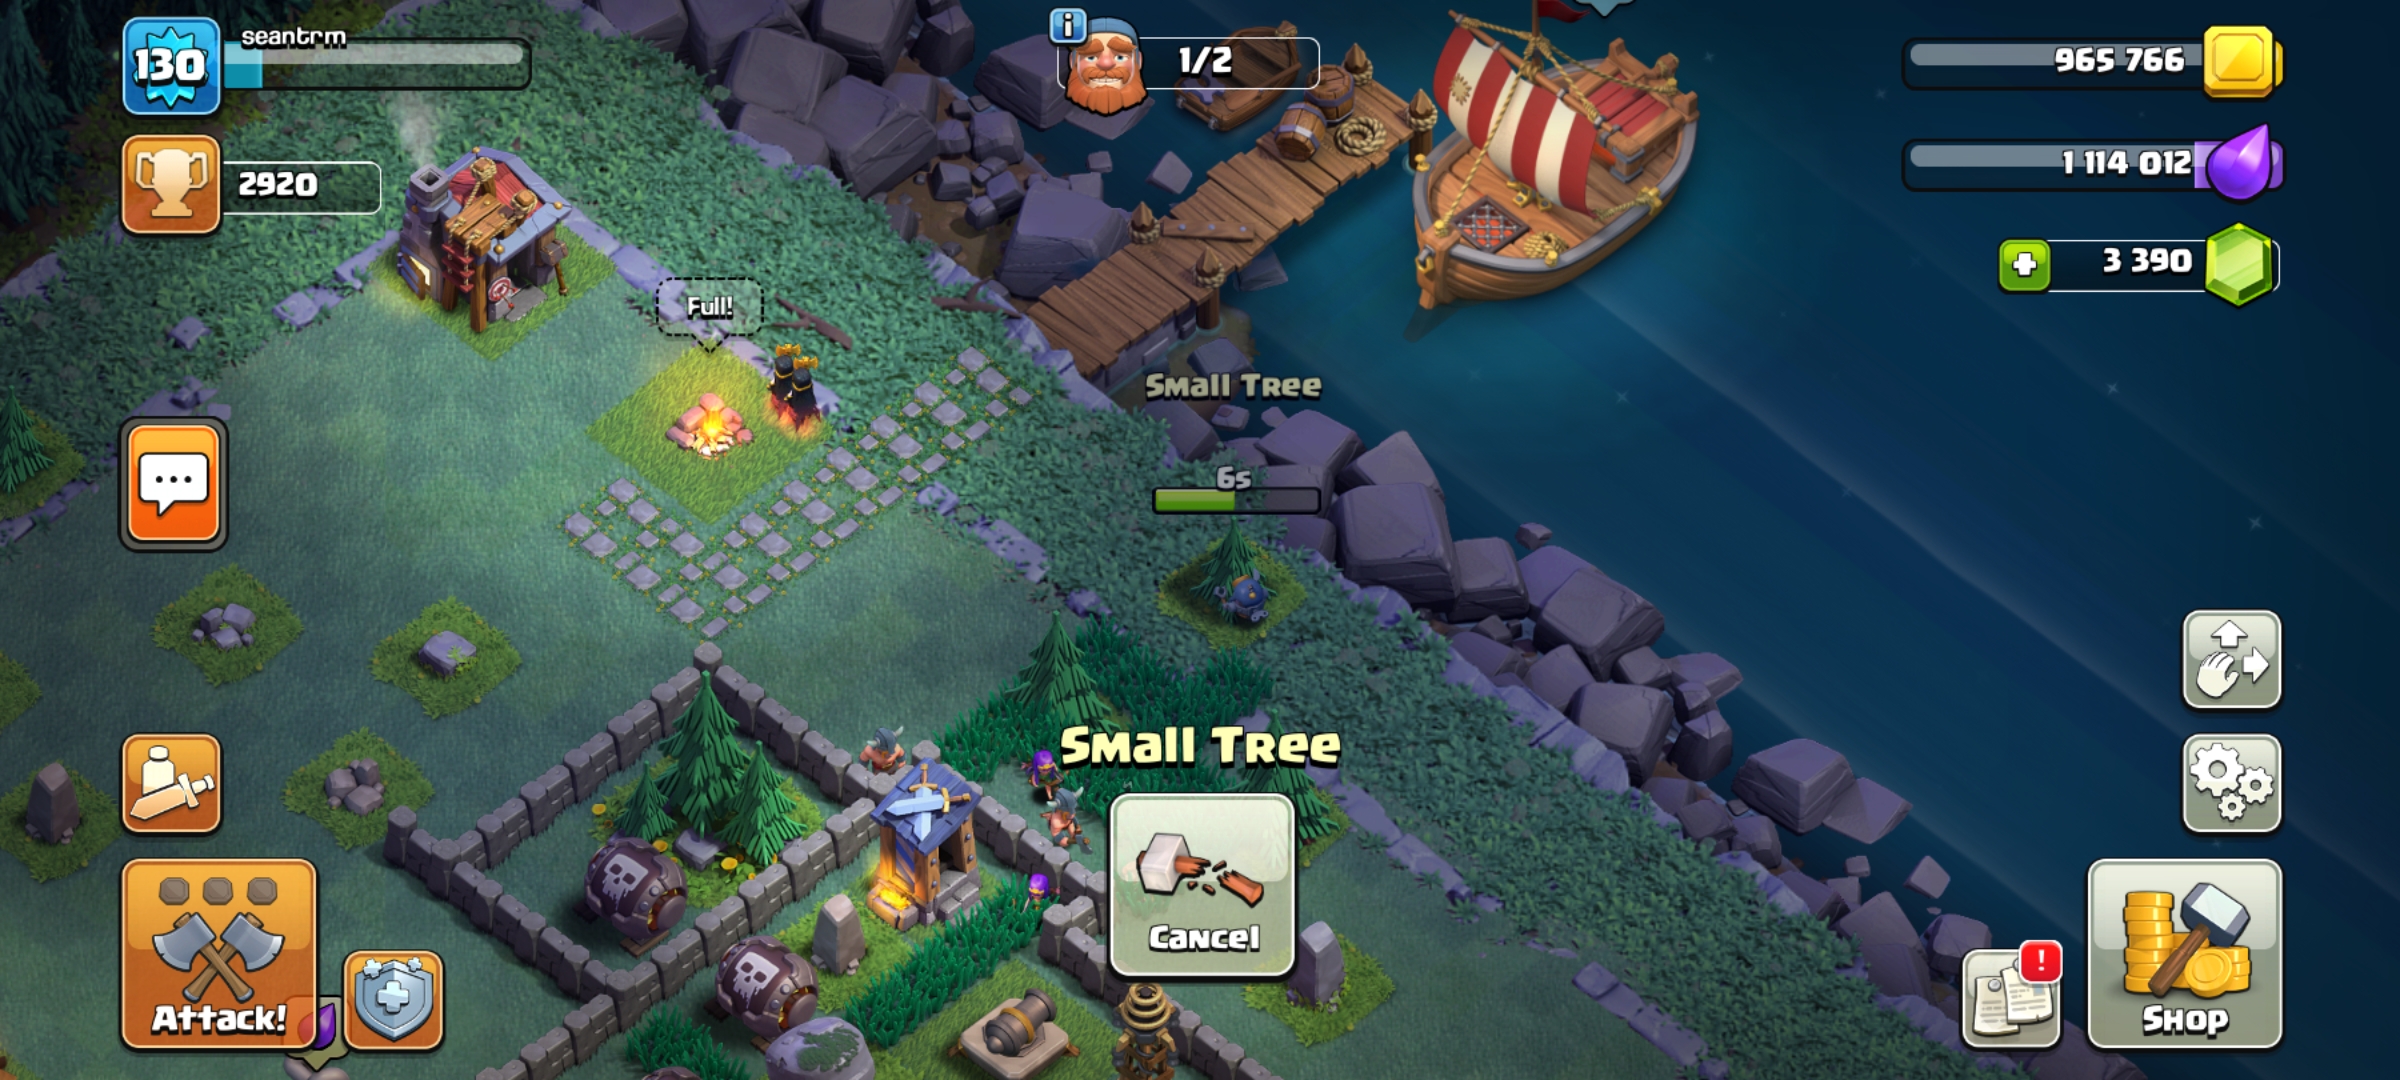 130
seantrm
1/2
965 766
2920
1 114 012
3 390
Full!
Small Tree
6s
Small Tree
Cancel
Attack!
!
Shop